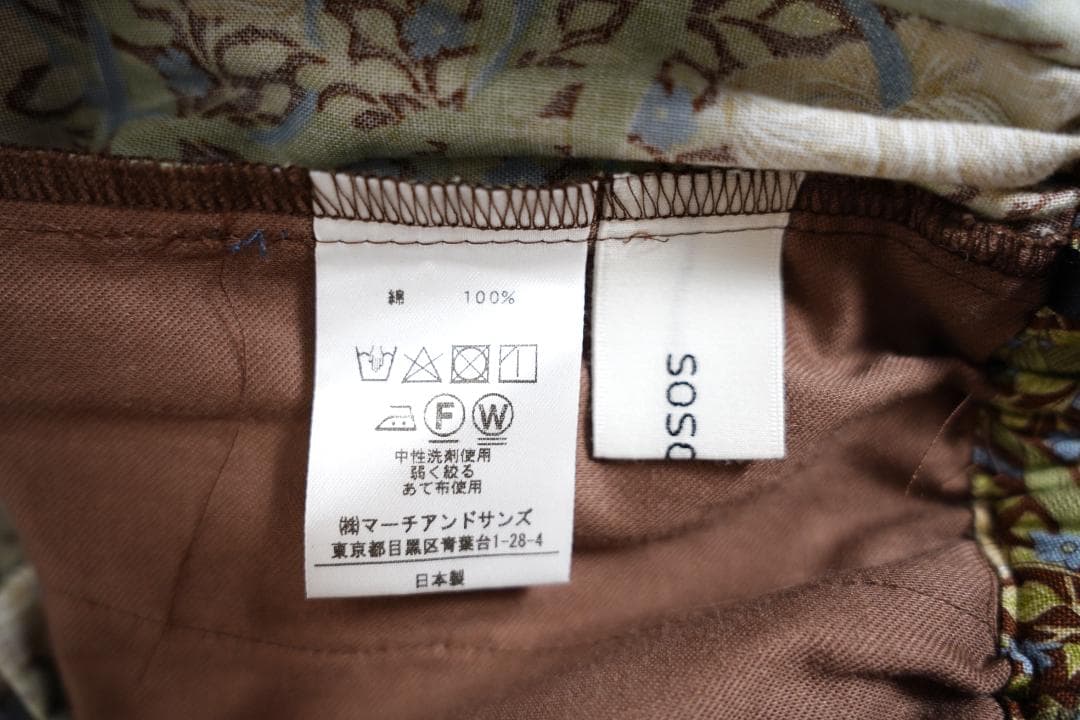 綿 100%
F W
中性洗剤使用
弱く絞る
あて布使用
㈱マーチアンドサンズ
東京都目黒区青葉台1-28-4
日本製
SOSO